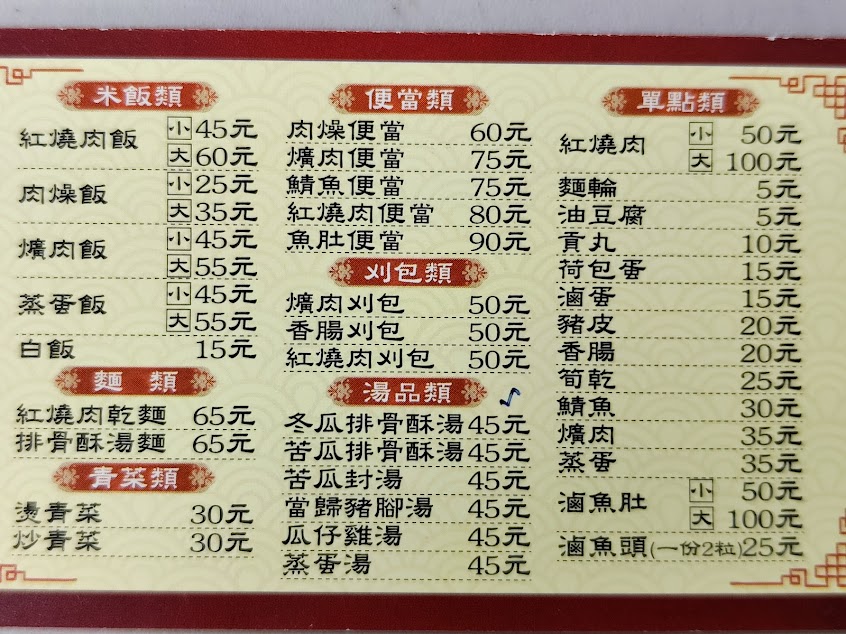 米飯類
紅燒肉飯 小 45元
大 60元
肉燥飯 小 25元
大 35元
爌肉飯 小 45元
大 55元
蒸蛋飯 小 45元
大 55元
白飯 15元
麵 類
紅燒肉乾麵 65元
排骨酥湯麵 65元
青菜類
燙青菜 30元
炒青菜 30元
便當類
肉燥便當 60元
爌肉便當 75元
鯖魚便當 75元
紅燒肉便當 80元
魚肚便當 90元
刈包類
爌肉刈包 50元
香腸刈包 50元
紅燒肉刈包 50元
湯品類
冬瓜排骨酥湯 45元
苦瓜排骨酥湯 45元
苦瓜封湯 45元
當歸豬腳湯 45元
瓜仔雞湯 45元
蒸蛋湯 45元
單點類
紅燒肉 小 50元
大 100元
麵輪 5元
油豆腐 5元
貢丸 10元
荷包蛋 15元
滷蛋 15元
豬皮 20元
香腸 20元
筍乾 25元
鯖魚 30元
爌肉 35元
蒸蛋 35元
滷魚肚 小 50元
大 100元
滷魚頭(一份2粒) 25元